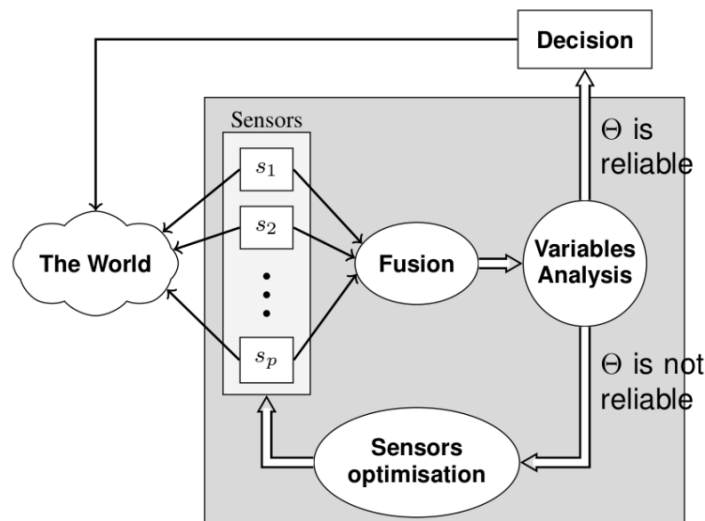 Decision
Sensors
Θ is
reliable
s₁
s₂
The World
Fusion
Variables
Analysis
sₚ
Θ is not
reliable
Sensors
optimisation